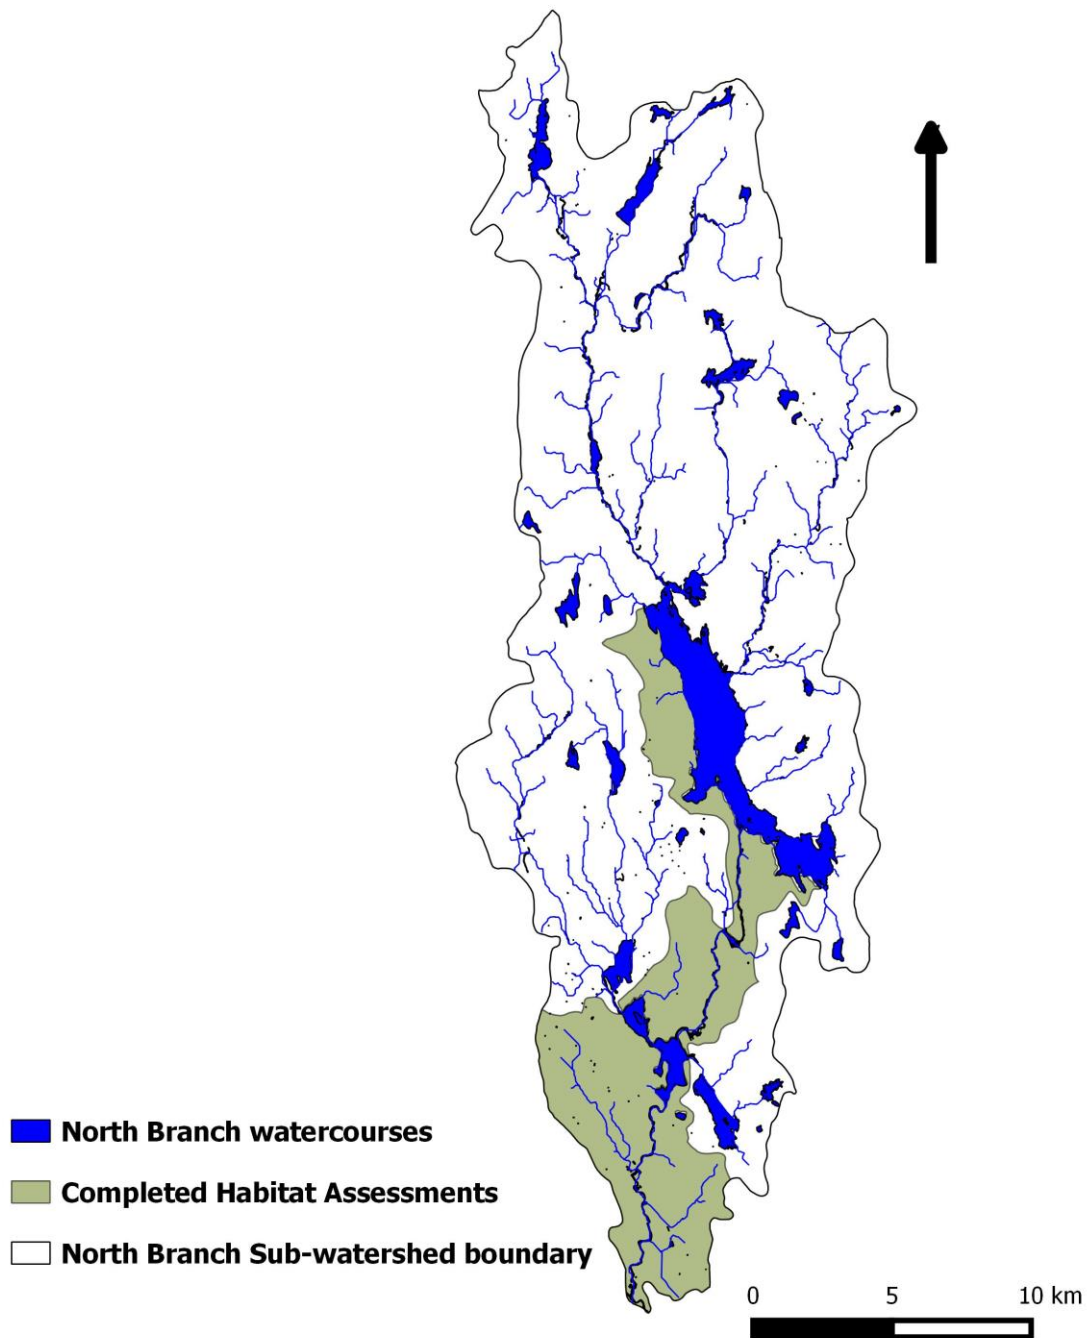 North Branch watercourses
Completed Habitat Assessments
North Branch Sub-watershed boundary
0 5 10 km